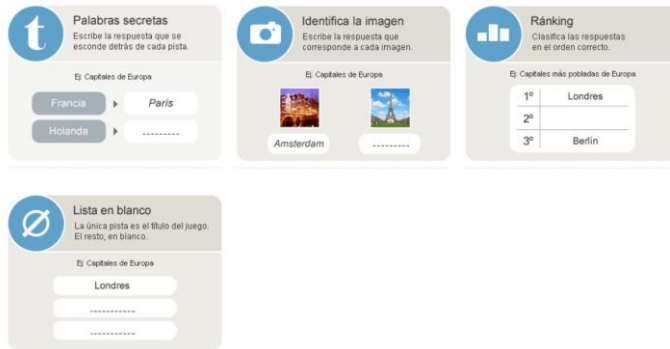 t
Palabras secretas
Escribe la respuesta que se
esconde detrás de cada pista.
Ej: Capitales de Europa
Francia
París
Holanda
---------
Identifica la imagen
Escribe la respuesta que
corresponde a cada imagen.
Ej: Capitales de Europa
Amsterdam
---------
Ránking
Clasifica las respuestas
en el orden correcto.
Ej: Capitales más pobladas de Europa
1º Londres
2º
3º Berlín
Lista en blanco
La única pista es el título del juego.
El resto, en blanco.
Ej: Capitales de Europa
Londres
-----------
-----------